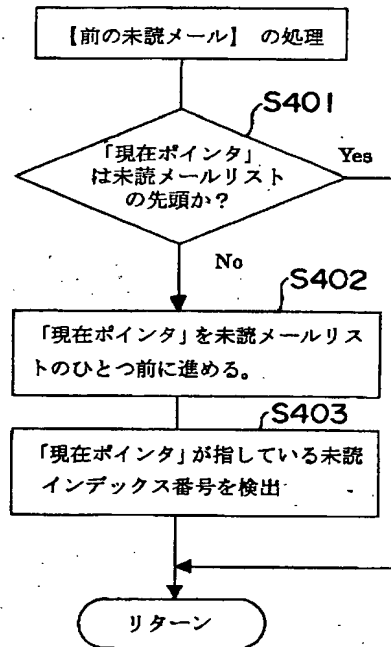 【前の未読メール】 の処理
S401
「現在ポインタ」
は未読メールリスト
の先頭か？
Yes
No
S402
「現在ポインタ」を未読メールリス
トのひとつ前に進める。
S403
「現在ポインタ」が指している未読
インデックス番号を検出
リターン